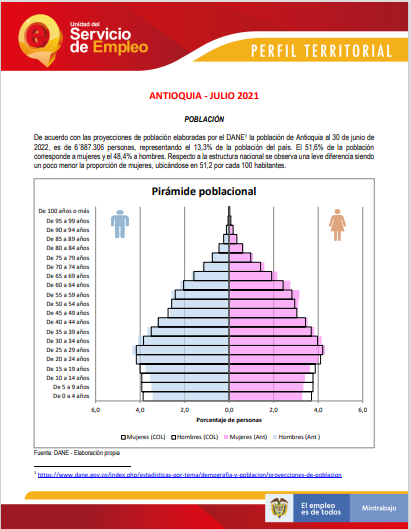 Unidad del
Servicio
de Empleo
PERFIL TERRITORIAL
ANTIOQUIA - JULIO 2021
POBLACIÓN
De acuerdo con las proyecciones de población elaboradas por el DANE¹ la población de Antioquia al 30 de junio de
2022, es de 6´887.306 personas, representando el 13,3% de la población del país. El 51,6% de la población
corresponde a mujeres y el 48,4% a hombres. Respecto a la estructura nacional se observa una leve diferencia siendo
un poco menos la proporción de mujeres, ubicándose en 51,2 por cada 100 habitantes.
Pirámide poblacional
De 100 años o más
De 95 a 99 años
De 90 a 94 años
De 85 a 89 años
De 80 a 84 años
De 75 a 79 años
De 70 a 74 años
De 65 a 69 años
De 60 a 64 años
De 55 a 59 años
De 50 a 54 años
De 45 a 49 años
De 40 a 44 años
De 35 a 39 años
De 30 a 34 años
De 25 a 29 años
De 20 a 24 años
De 15 a 19 años
De 10 a 14 años
De 5 a 9 años
De 0 a 4 años
6,0 4,0 2,0 0,0 2,0 4,0 6,0
Porcentaje de personas
Mujeres (COL) Hombres (COL) Mujeres (Ant) Hombres (Ant )
Fuente: DANE - Elaboración propia
¹ https://www.dane.gov.co/index.php/estadisticas-por-tema/demografia-y-poblacion/proyecciones-de-poblacion
El empleo
es de todos
Mintrabajo